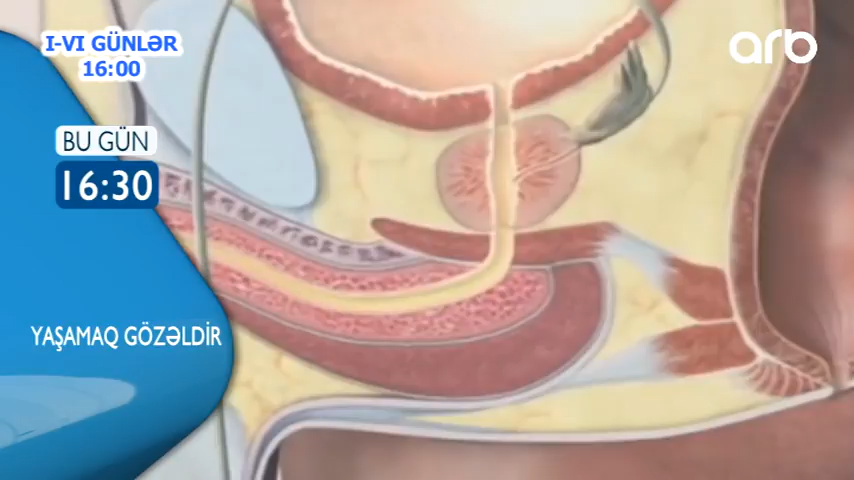 I-VI GÜNLƏR
16:00
arb
BU GÜN
16:30
YAŞAMAQ GÖZƏLDİR